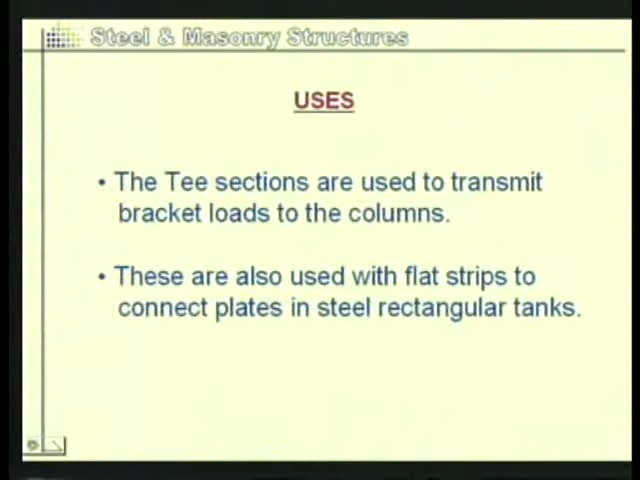 Steel & Masonry Structures
USES
• The Tee sections are used to transmit
bracket loads to the columns.
• These are also used with flat strips to
connect plates in steel rectangular tanks.